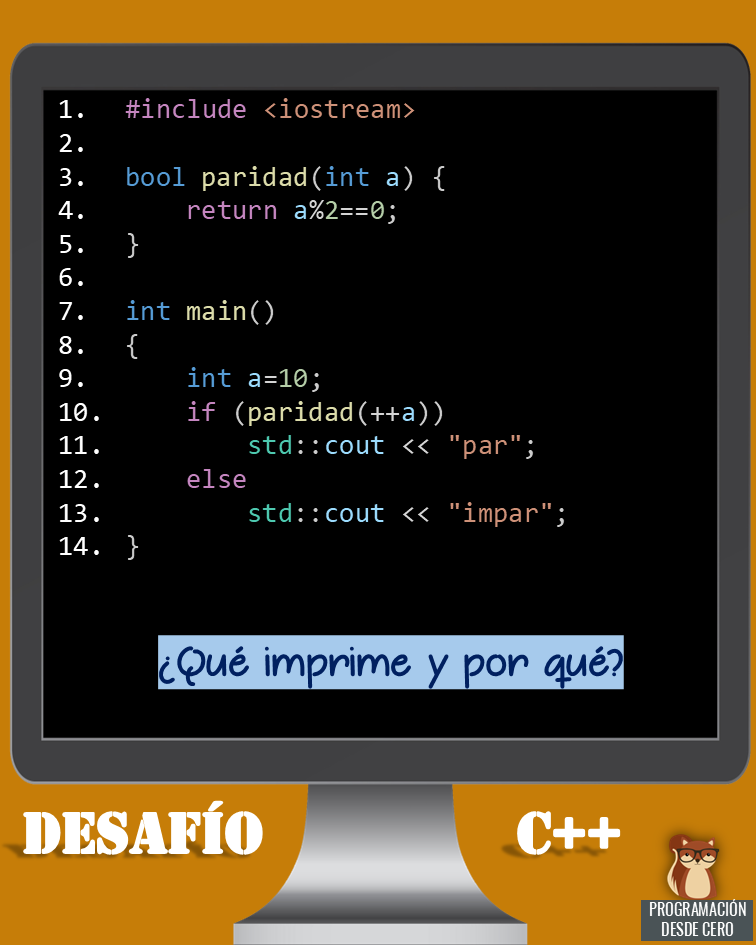 1. #include <iostream>
2.
3. bool paridad(int a) {
4.     return a%2==0;
5. }
6.
7. int main()
8. {
9.     int a=10;
10.     if (paridad(++a))
11.         std::cout << "par";
12.     else
13.         std::cout << "impar";
14. }
¿Qué imprime y por qué?
DESAFÍO C++
PROGRAMACIÓN
DESDE CERO